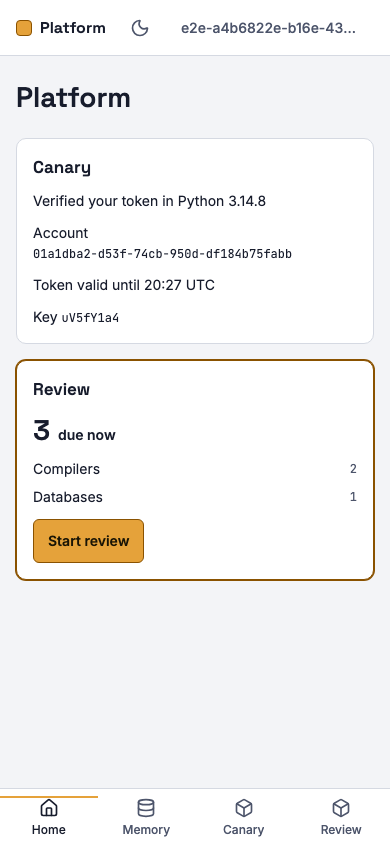 Platform
e2e-a4b6822e-b16e-43...
Platform
Canary
Verified your token in Python 3.14.8
Account
01a1dba2-d53f-74cb-950d-df184b75fabb
Token valid until 20:27 UTC
Key uV5fY1a4
Review
3 due now
Compilers 2
Databases 1
Start review
Home Memory Canary Review